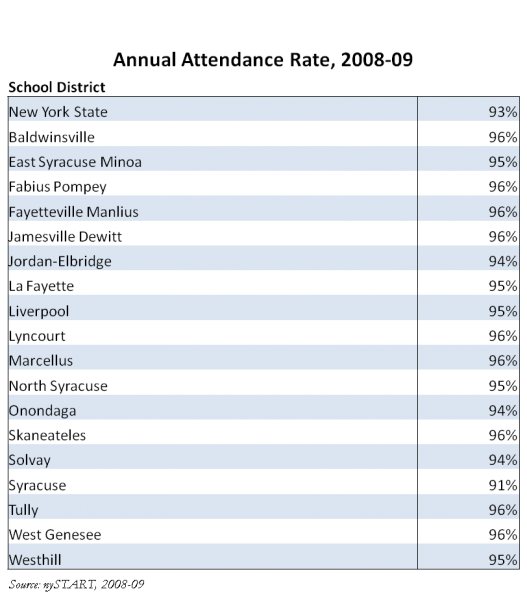 Annual Attendance Rate, 2008-09
School District
New York State 93%
Baldwinsville 96%
East Syracuse Minoa 95%
Fabius Pompey 96%
Fayetteville Manlius 96%
Jamesville Dewitt 96%
Jordan-Elbridge 94%
La Fayette 95%
Liverpool 95%
Lyncourt 96%
Marcellus 96%
North Syracuse 95%
Onondaga 94%
Skaneateles 96%
Solvay 94%
Syracuse 91%
Tully 96%
West Genesee 96%
Westhill 95%
Source: nySTART, 2008-09